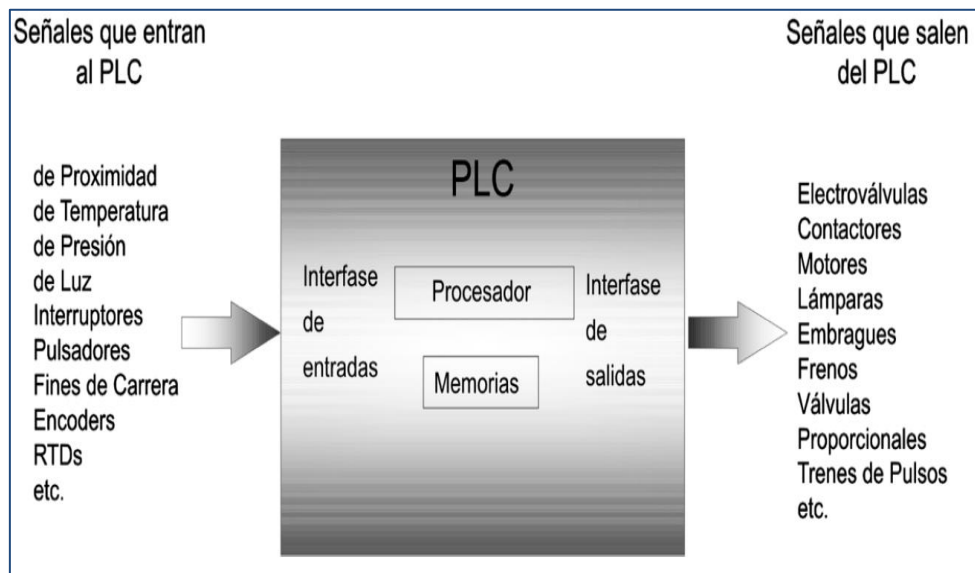 Señales que entran
al PLC
Señales que salen
del PLC
de Proximidad
de Temperatura
de Presión
de Luz
Interruptores
Pulsadores
Fines de Carrera
Encoders
RTDs
etc.
PLC
Interfase
de
entradas
Procesador
Memorias
Interfase
de
salidas
Electroválvulas
Contactores
Motores
Lámparas
Embragues
Frenos
Válvulas
Proporcionales
Trenes de Pulsos
etc.